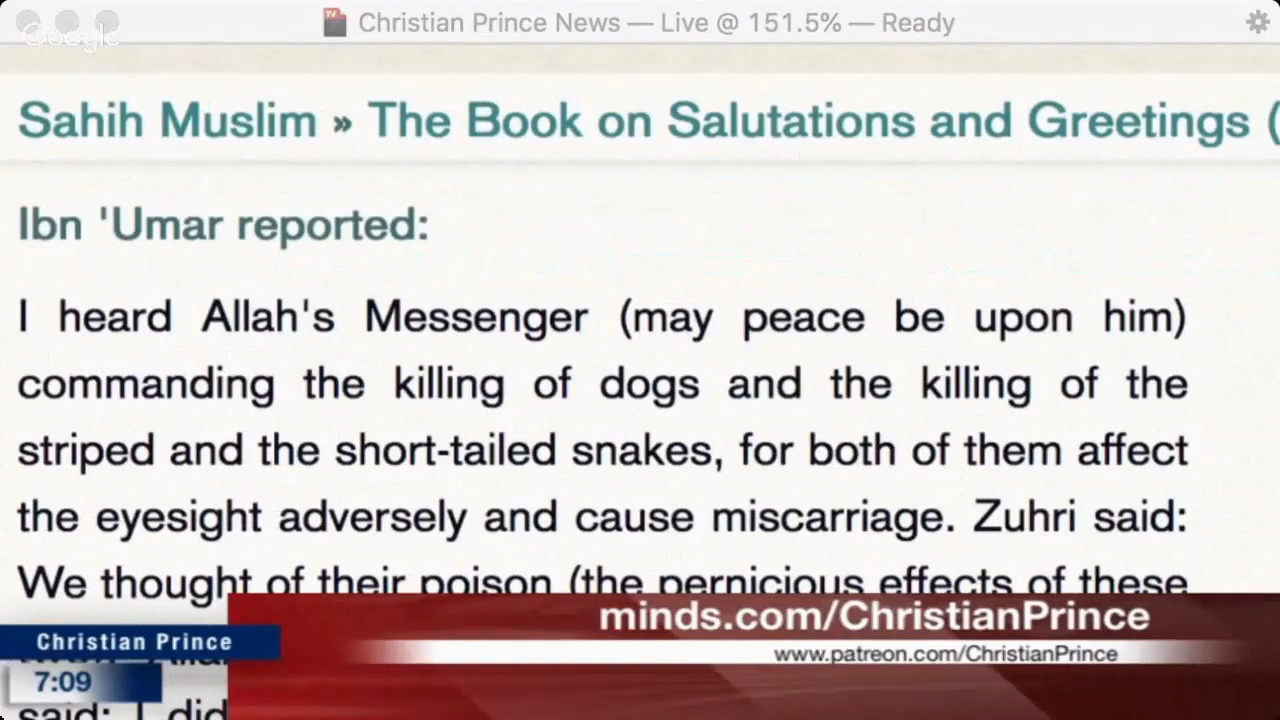 Christian Prince News — Live @ 151.5% — Ready
Google
Sahih Muslim » The Book on Salutations and Greetings (
Ibn 'Umar reported:
I heard Allah's Messenger (may peace be upon him)
commanding the killing of dogs and the killing of the
striped and the short-tailed snakes, for both of them affect
the eyesight adversely and cause miscarriage. Zuhri said:
We thought of their poison (the pernicious effects of these
minds.com/ChristianPrince
Christian Prince
www.patreon.com/ChristianPrince
7:09
said: I did